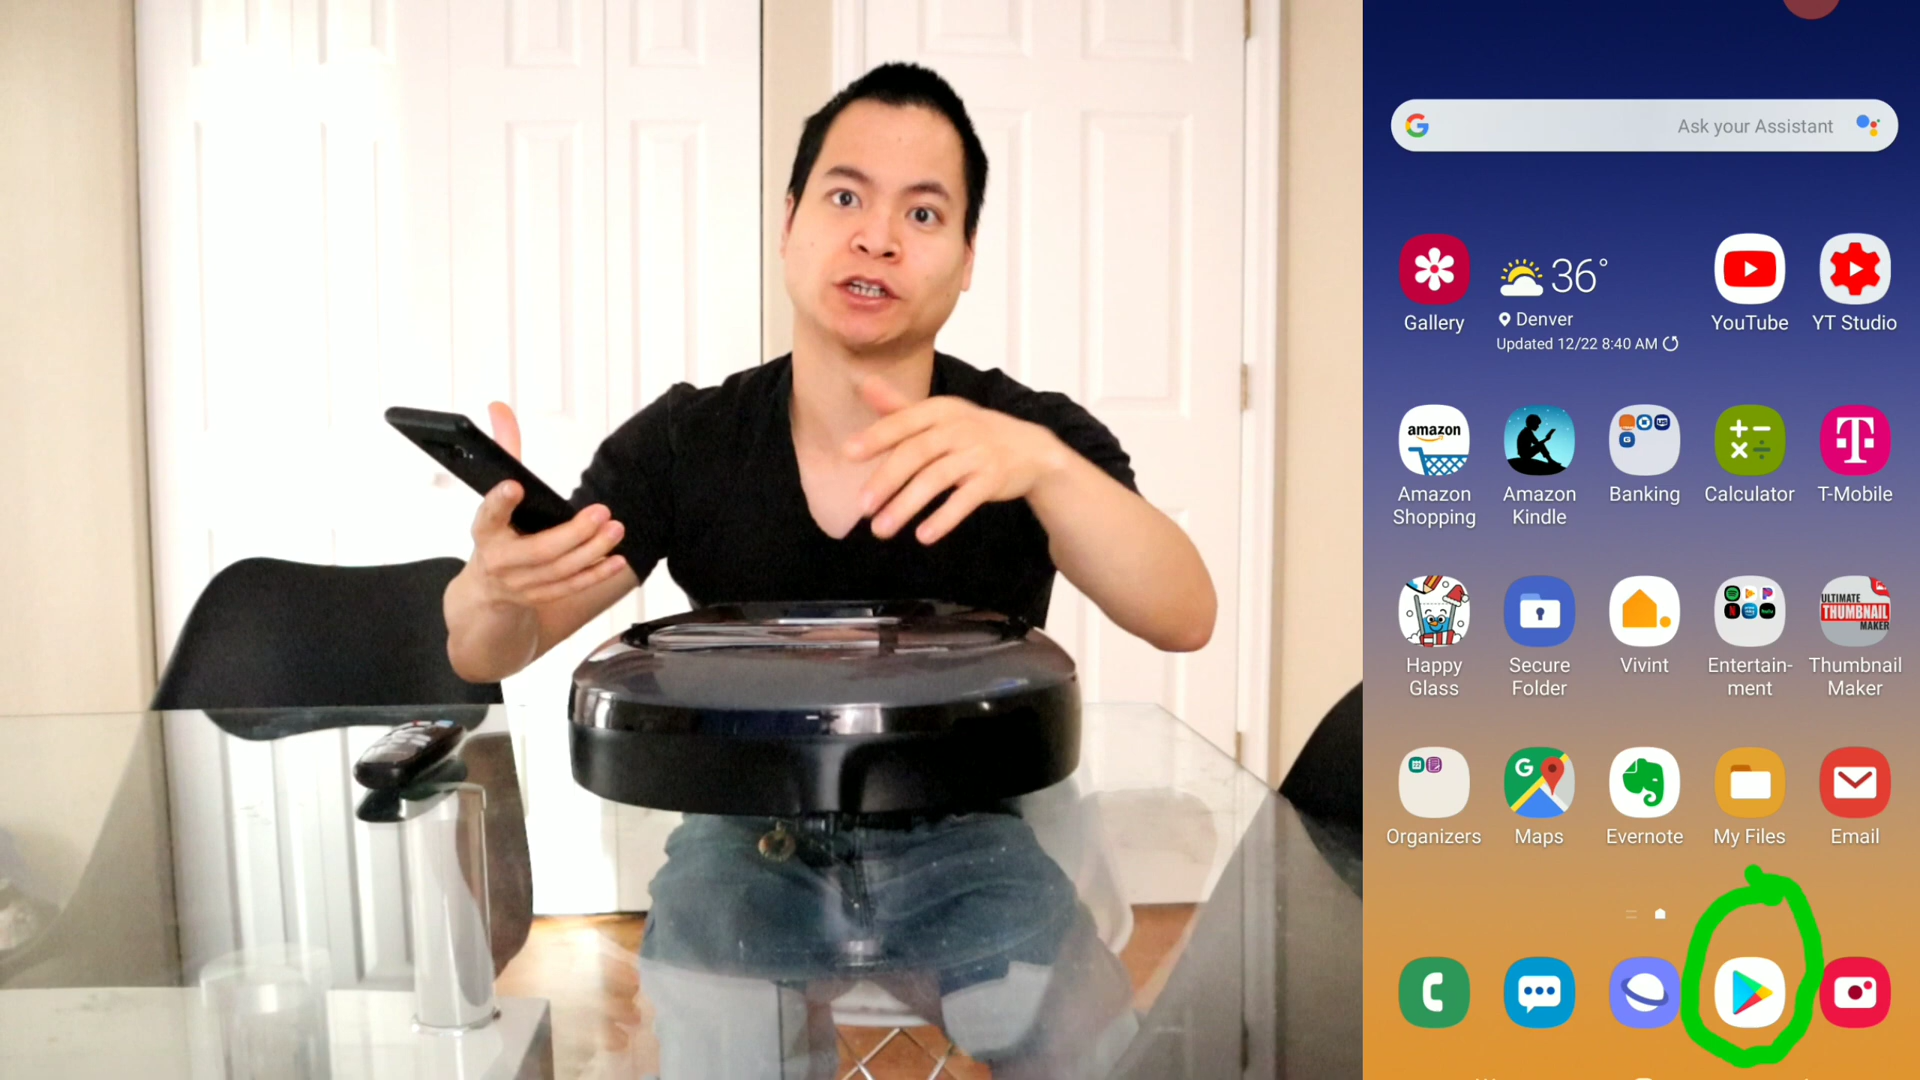 Ask your Assistant
36°
Denver
Updated 12/22 8:40 AM
Gallery
YouTube
YT Studio
amazon
Amazon Shopping
Amazon Kindle
Banking
Calculator
T
T-Mobile
Happy Glass
Secure Folder
Vivint
Entertain-
ment
ULTIMATE
THUMBNAIL
MAKER
Thumbnail Maker
Organizers
G
Maps
Evernote
My Files
Email